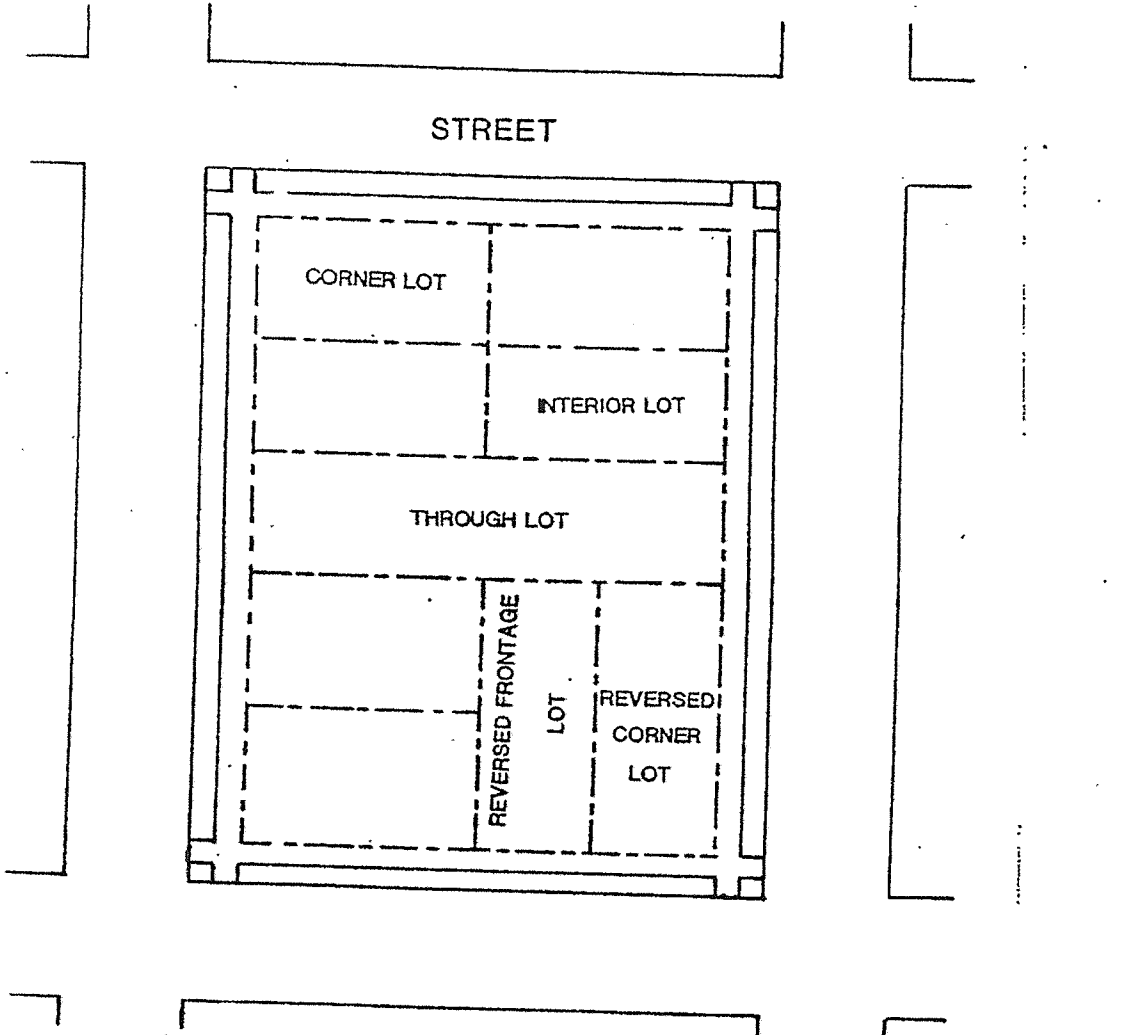 STREET
CORNER LOT
INTERIOR LOT
THROUGH LOT
REVERSED FRONTAGE
LOT
REVERSED
CORNER
LOT